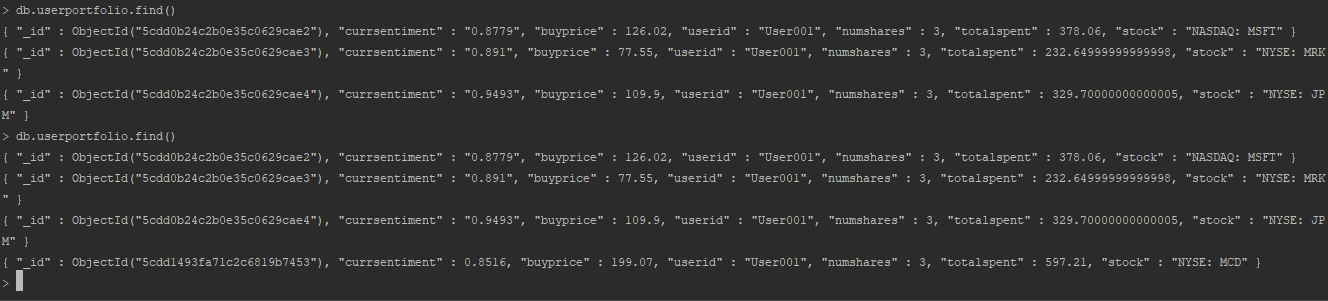 > db.userportfolio.find()
{ "_id" : ObjectId("5cdd0b24c2b0e35c0629cae2"), "currsentiment" : "0.8779", "buyprice" : 126.02, "userid" : "User001", "numshares" : 3, "totalspent" : 378.06, "stock" : "NASDAQ: MSFT" }
{ "_id" : ObjectId("5cdd0b24c2b0e35c0629cae3"), "currsentiment" : "0.891", "buyprice" : 77.55, "userid" : "User001", "numshares" : 3, "totalspent" : 232.64999999999998, "stock" : "NYSE: MRK
" }
{ "_id" : ObjectId("5cdd0b24c2b0e35c0629cae4"), "currsentiment" : "0.9493", "buyprice" : 109.9, "userid" : "User001", "numshares" : 3, "totalspent" : 329.70000000000005, "stock" : "NYSE: JP
M" }
> db.userportfolio.find()
{ "_id" : ObjectId("5cdd0b24c2b0e35c0629cae2"), "currsentiment" : "0.8779", "buyprice" : 126.02, "userid" : "User001", "numshares" : 3, "totalspent" : 378.06, "stock" : "NASDAQ: MSFT" }
{ "_id" : ObjectId("5cdd0b24c2b0e35c0629cae3"), "currsentiment" : "0.891", "buyprice" : 77.55, "userid" : "User001", "numshares" : 3, "totalspent" : 232.64999999999998, "stock" : "NYSE: MRK
" }
{ "_id" : ObjectId("5cdd0b24c2b0e35c0629cae4"), "currsentiment" : "0.9493", "buyprice" : 109.9, "userid" : "User001", "numshares" : 3, "totalspent" : 329.70000000000005, "stock" : "NYSE: JP
M" }
{ "_id" : ObjectId("5cdd1493fa71c2c6819b7453"), "currsentiment" : 0.8516, "buyprice" : 199.07, "userid" : "User001", "numshares" : 3, "totalspent" : 597.21, "stock" : "NYSE: MCD" }
>